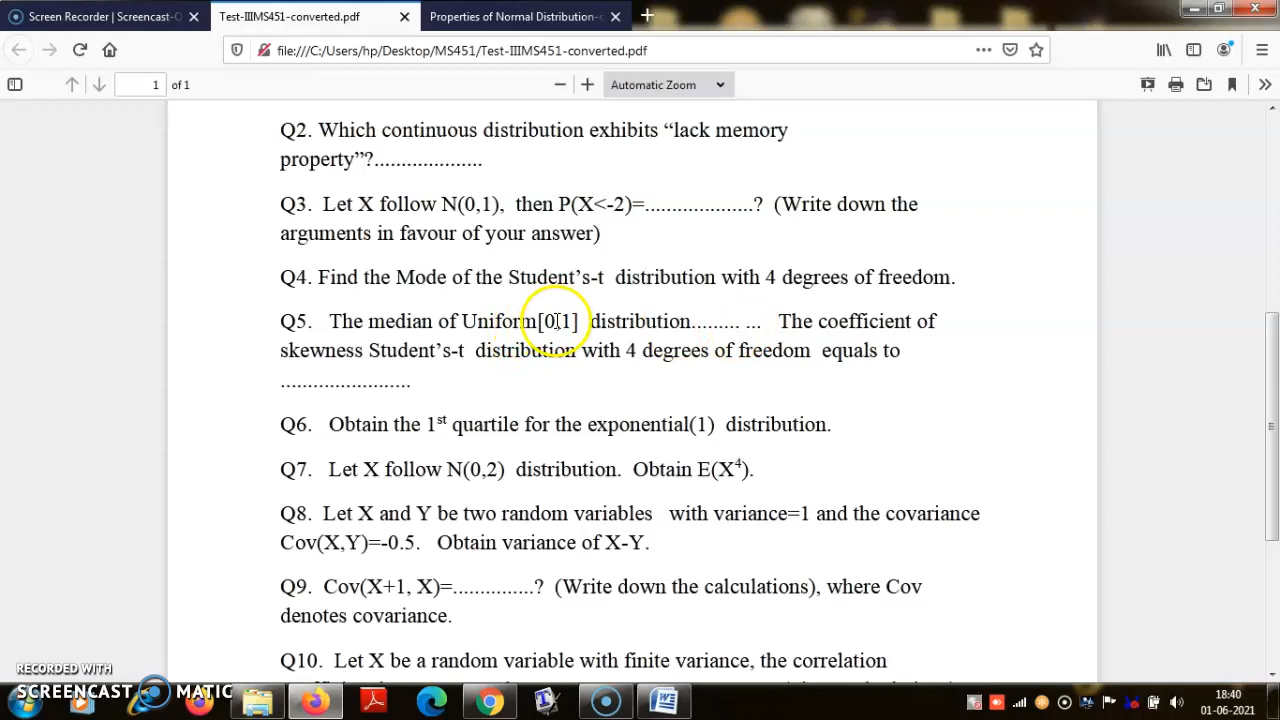 Screen Recorder | Screencast-O
Test-IIIMS451-converted.pdf
Properties of Normal Distribution-
file:///C:/Users/hp/Desktop/MS451/Test-IIIMS451-converted.pdf
1 of 1
Automatic Zoom
Q2. Which continuous distribution exhibits “lack memory
property”?....................
Q3. Let X follow N(0,1), then P(X<-2)=....................? (Write down the
arguments in favour of your answer)
Q4. Find the Mode of the Student’s-t distribution with 4 degrees of freedom.
Q5. The median of Uniform[0,1] distribution......... ... The coefficient of
skewness Student’s-t distribution with 4 degrees of freedom equals to
........................
Q6. Obtain the 1st quartile for the exponential(1) distribution.
Q7. Let X follow N(0,2) distribution. Obtain E(X⁴).
Q8. Let X and Y be two random variables with variance=1 and the covariance
Cov(X,Y)=-0.5. Obtain variance of X-Y.
Q9. Cov(X+1, X)=...............? (Write down the calculations), where Cov
denotes covariance.
Q10. Let X be a random variable with finite variance, the correlation
RECORDED WITH
SCREENCAST MATIC
18:40
01-06-2021